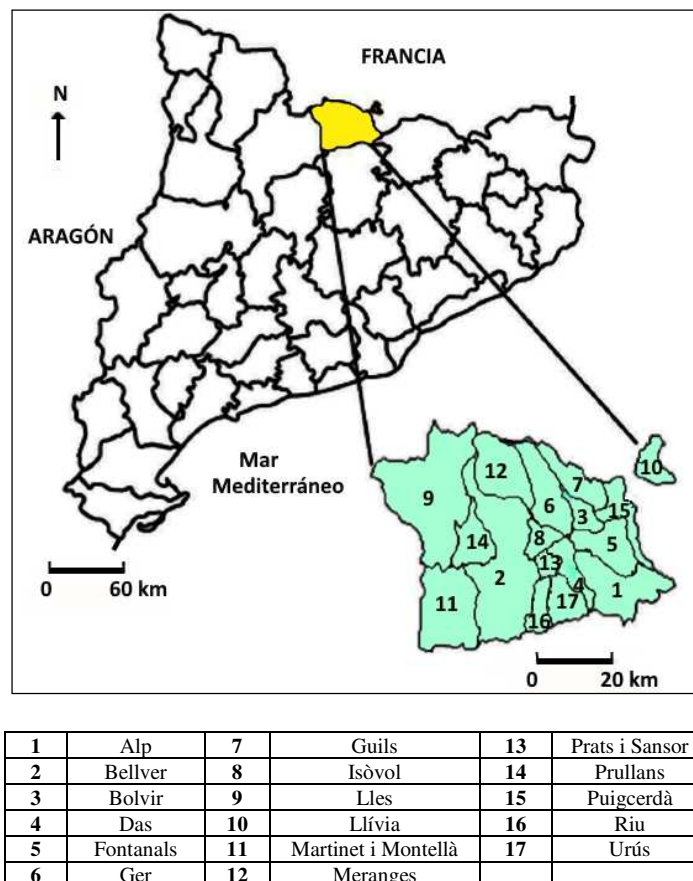 FRANCIA
N
ARAGÓN
Mar
Mediterráneo
0 60 km
10
12
9
7
6
15
3
14
8
5
13
2
4
1
11
17
16
0 20 km
1 Alp 7 Guils 13 Prats i Sansor
2 Bellver 8 Isòvol 14 Prullans
3 Bolvir 9 Lles 15 Puigcerdà
4 Das 10 Llívia 16 Riu
5 Fontanals 11 Martinet i Montellà 17 Urús
6 Ger 12 Meranges